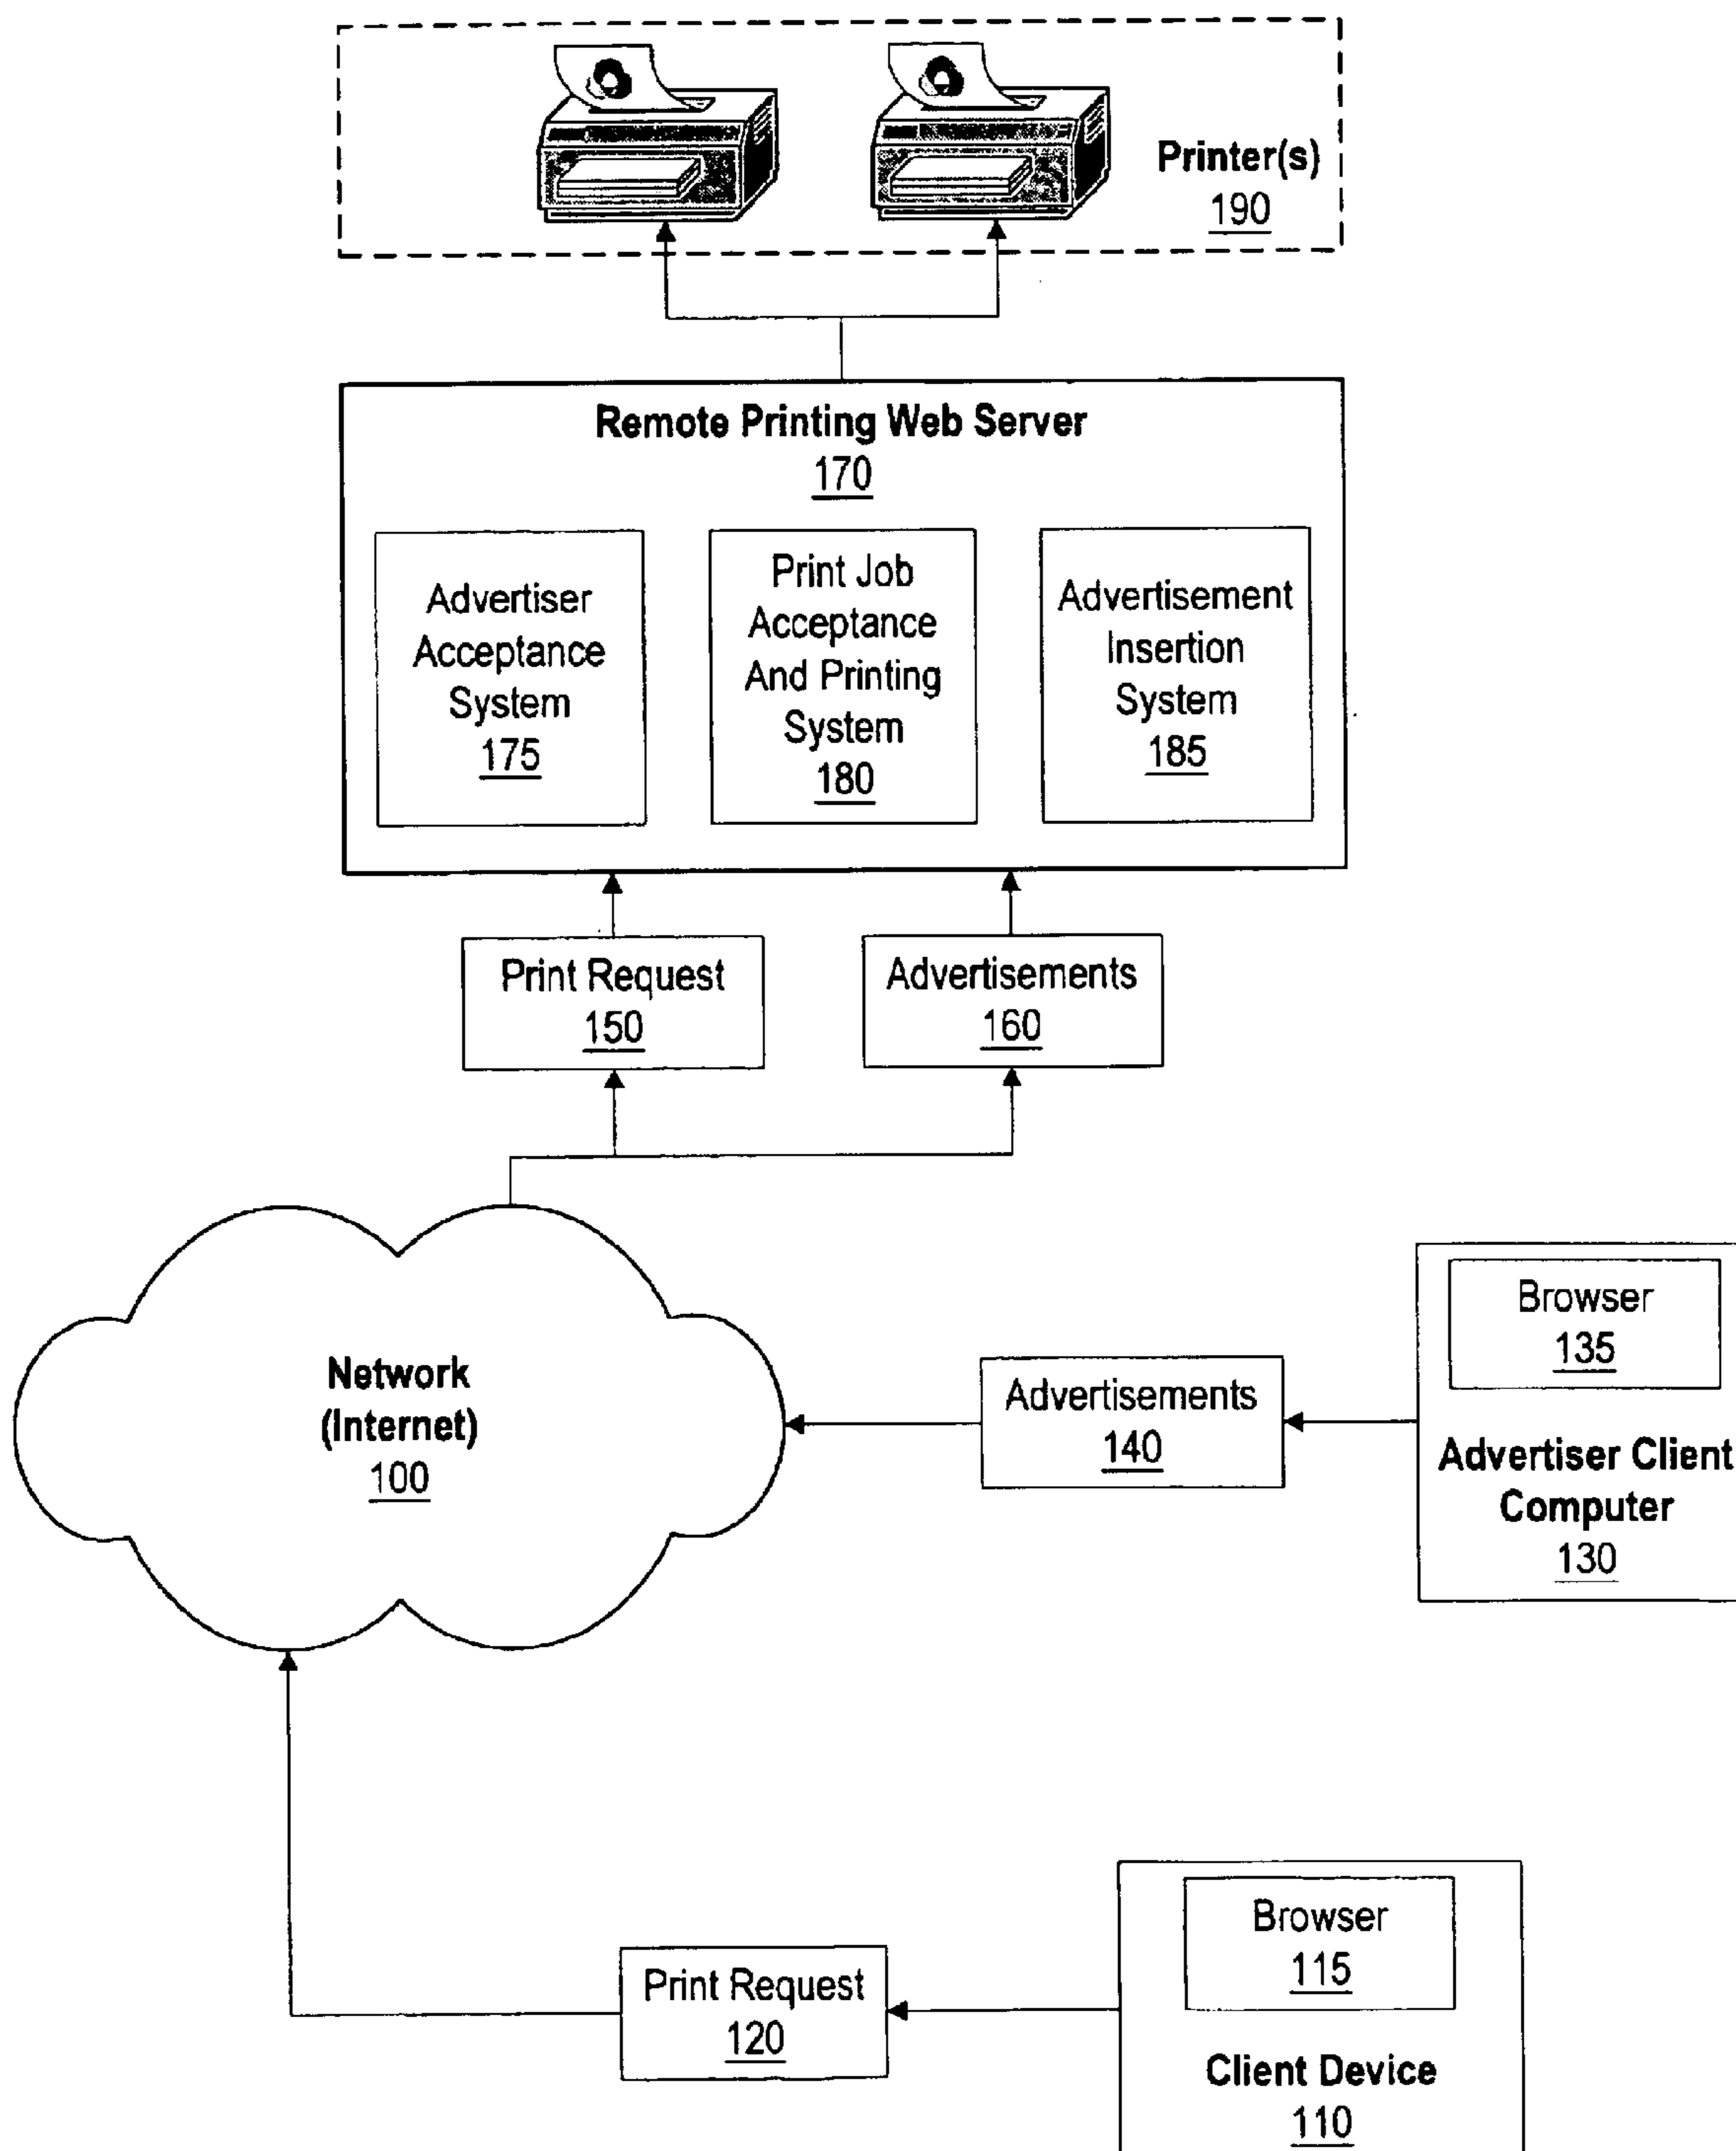 Printer(s)
190
Remote Printing Web Server
170
Advertiser
Acceptance
System
175
Print Job
Acceptance
And Printing
System
180
Advertisement
Insertion
System
185
Print Request
150
Advertisements
160
Network
(Internet)
100
Advertisements
140
Browser
135
Advertiser Client
Computer
130
Print Request
120
Browser
115
Client Device
110